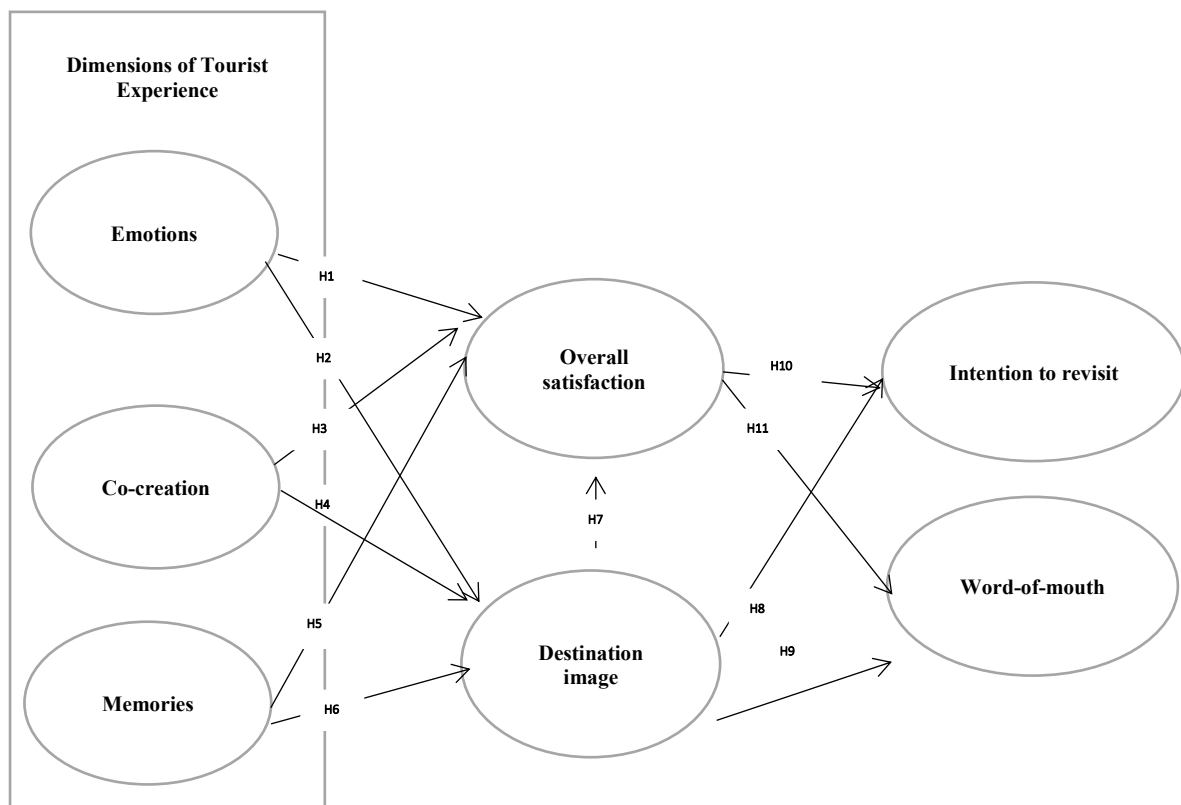 Dimensions of Tourist
Experience
Emotions
H1
H2
Overall
satisfaction
H10
Intention to revisit
H3
H11
Co-creation
H4
H7
Word-of-mouth
H5
H8
Destination
image
H9
Memories
H6